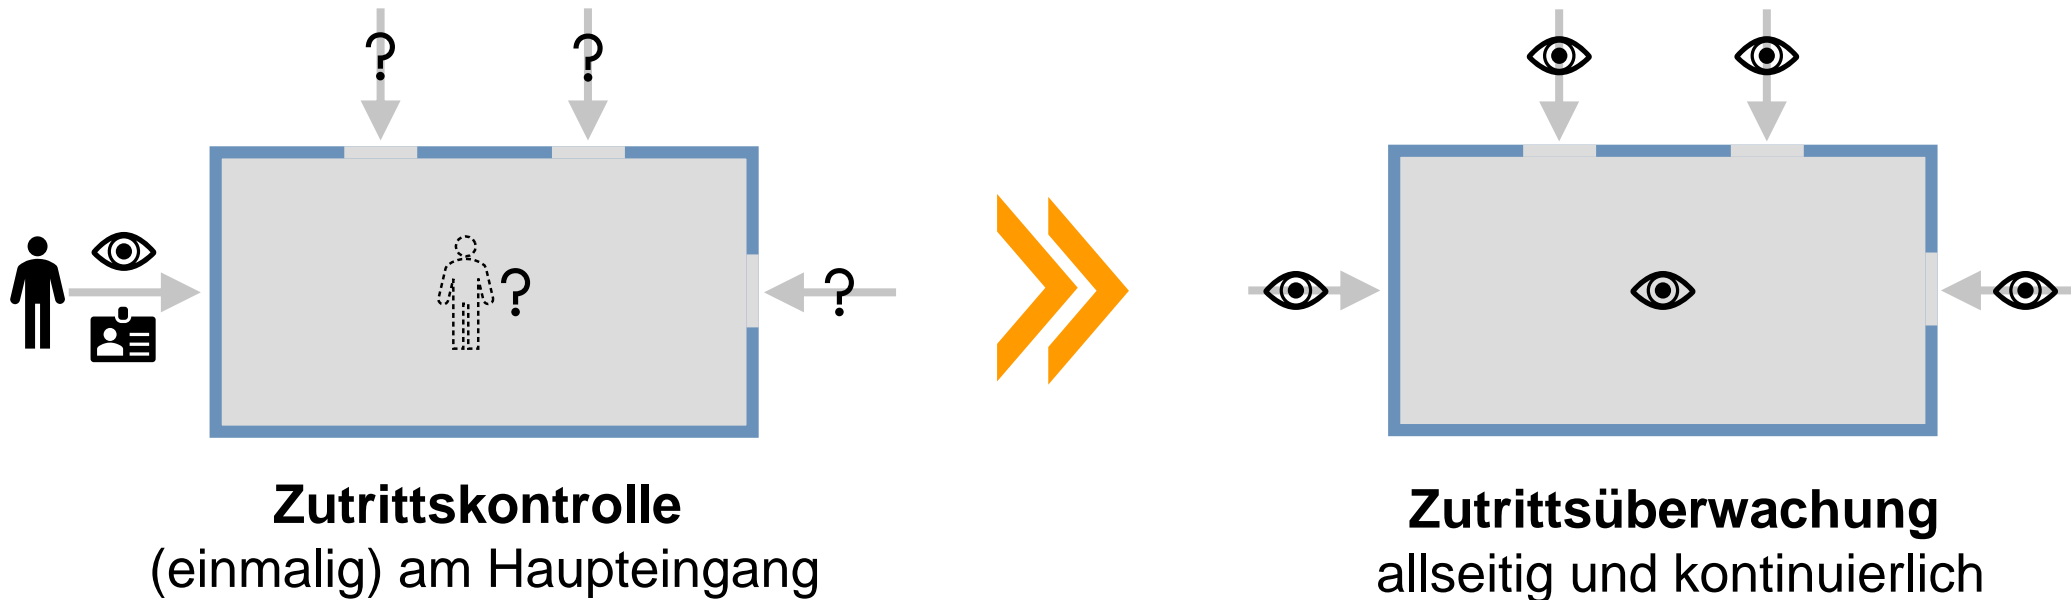 ?
?
?
?
Zutrittskontrolle
(einmalig) am Haupteingang
Zutrittsüberwachung
allseitig und kontinuierlich